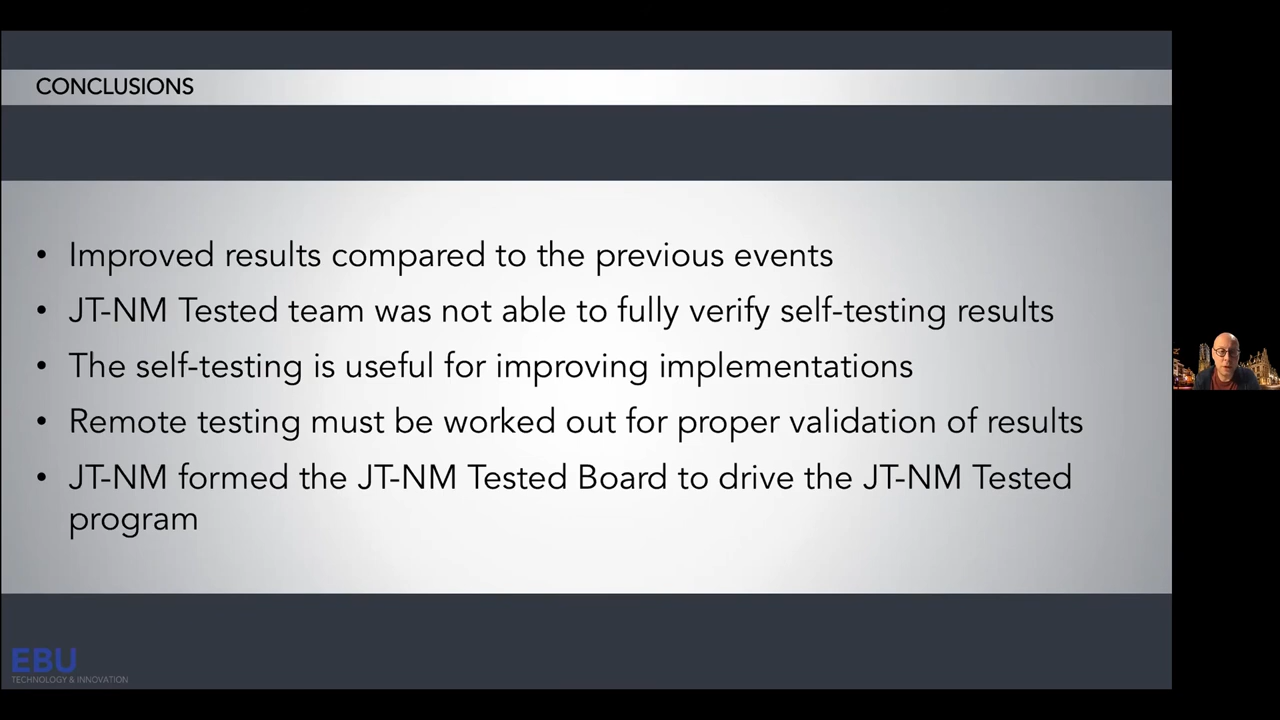 CONCLUSIONS
• Improved results compared to the previous events
• JT-NM Tested team was not able to fully verify self-testing results
• The self-testing is useful for improving implementations
• Remote testing must be worked out for proper validation of results
• JT-NM formed the JT-NM Tested Board to drive the JT-NM Tested
program
EBU
TECHNOLOGY & INNOVATION